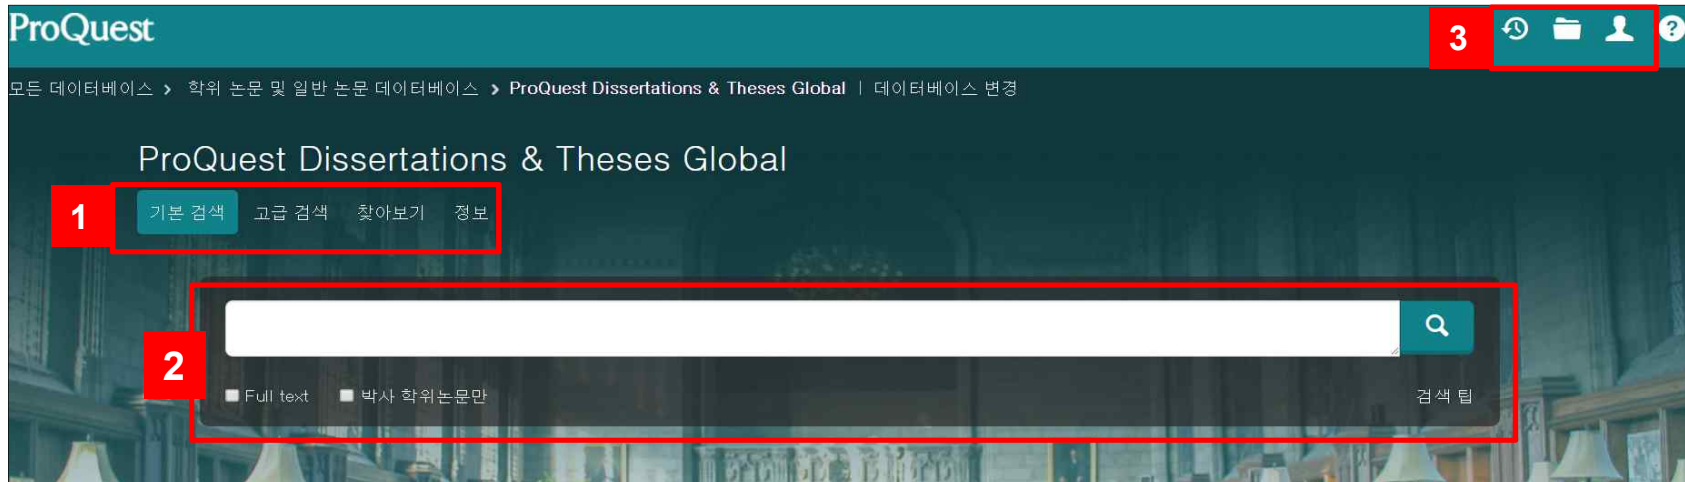 ProQuest
3
?
모든 데이터베이스 > 학위 논문 및 일반 논문 데이터베이스 > ProQuest Dissertations & Theses Global | 데이터베이스 변경
ProQuest Dissertations & Theses Global
1
기본 검색 고급 검색 찾아보기 정보
2
Full text 박사 학위논문만 검색 팁